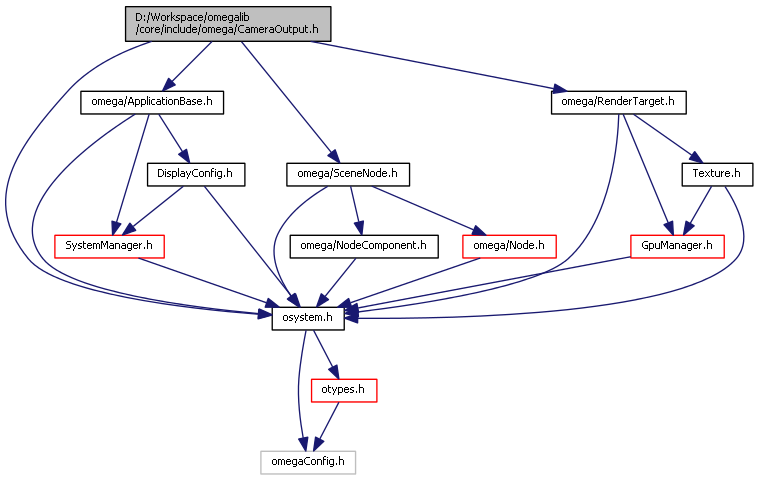 D:/Workspace/omegalib
/core/include/omega/CameraOutput.h
omega/ApplicationBase.h
omega/RenderTarget.h
DisplayConfig.h
omega/SceneNode.h
Texture.h
SystemManager.h
omega/NodeComponent.h
omega/Node.h
GpuManager.h
osystem.h
otypes.h
omegaConfig.h